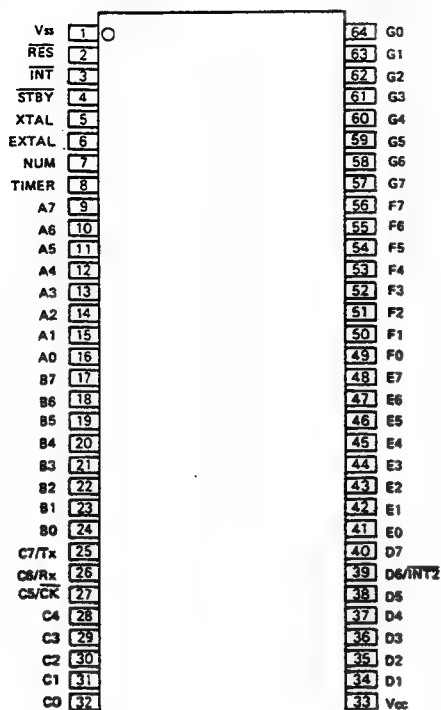 Vss 1 64 G0
RES 2 63 G1
INT 3 62 G2
STBY 4 61 G3
XTAL 5 60 G4
EXTAL 6 59 G5
NUM 7 58 G6
TIMER 8 57 G7
A7 9 56 F7
A6 10 55 F6
A5 11 54 F5
A4 12 53 F4
A3 13 52 F3
A2 14 51 F2
A1 15 50 F1
A0 16 49 F0
B7 17 48 E7
B6 18 47 E6
B5 19 46 E5
B4 20 45 E4
B3 21 44 E3
B2 22 43 E2
B1 23 42 E1
B0 24 41 E0
C7/Tx 25 40 D7
C6/Rx 26 39 D6/INT2
C5/CK 27 38 D5
C4 28 37 D4
C3 29 36 D3
C2 30 35 D2
C1 31 34 D1
C0 32 33 Vcc